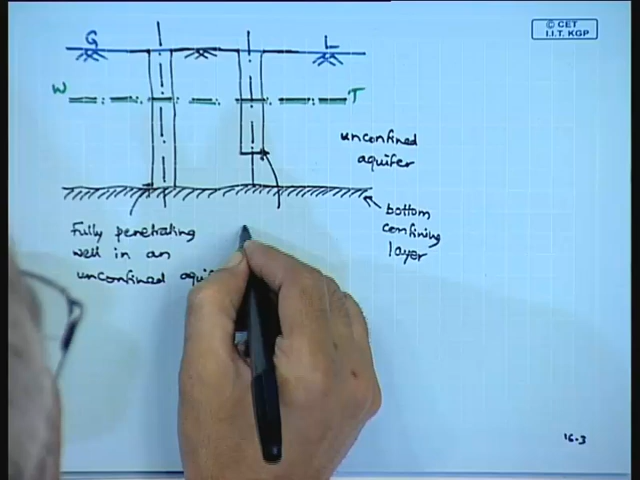 © CET
I.I.T. KGP
G L
W T
unconfined
aquifer
bottom
confining
layer
Fully penetrating
well in an
unconfined
16-3